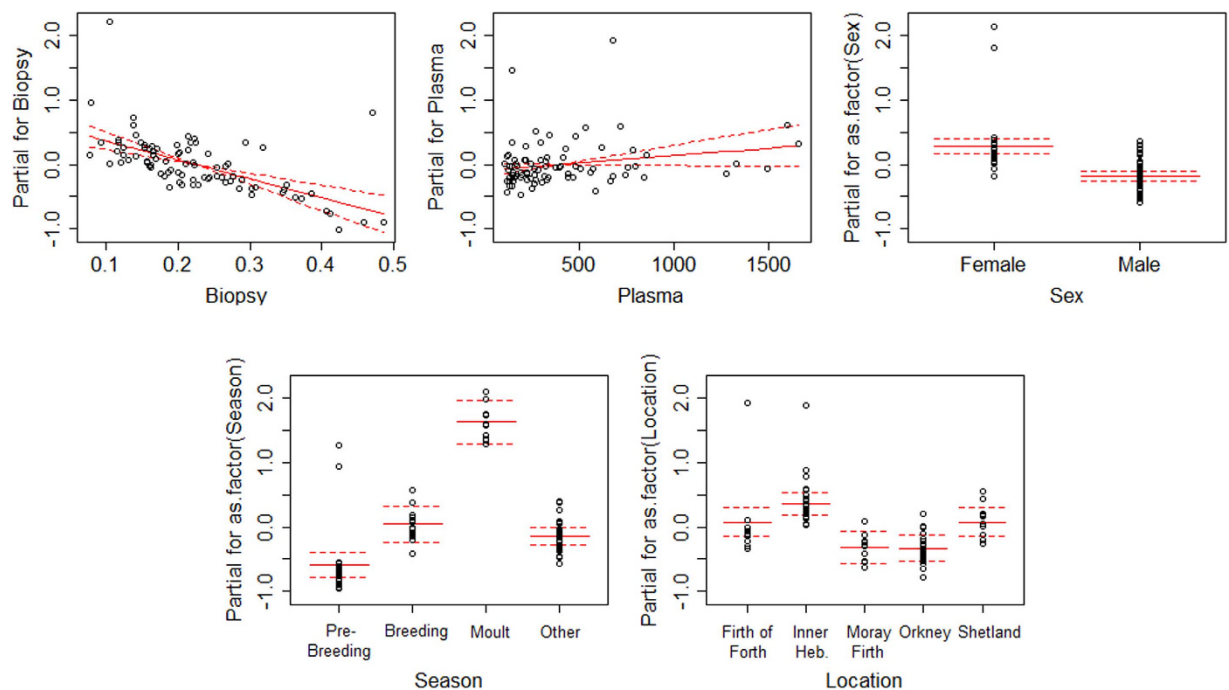 Partial for Biopsy
2.0
1.0
0.0
-1.0
0.1 0.2 0.3 0.4 0.5
Biopsy
Partial for Plasma
2.0
1.0
0.0
-1.0
500 1000 1500
Plasma
Partial for as.factor(Sex)
2.0
1.0
0.0
-1.0
Female Male
Sex
Partial for as.factor(Season)
2.0
1.0
0.0
-1.0
Pre- Breeding Moult Other
Breeding
Season
Partial for as.factor(Location)
2.0
1.0
0.0
-1.0
Firth of Inner Moray Orkney Shetland
Forth Heb. Firth
Location